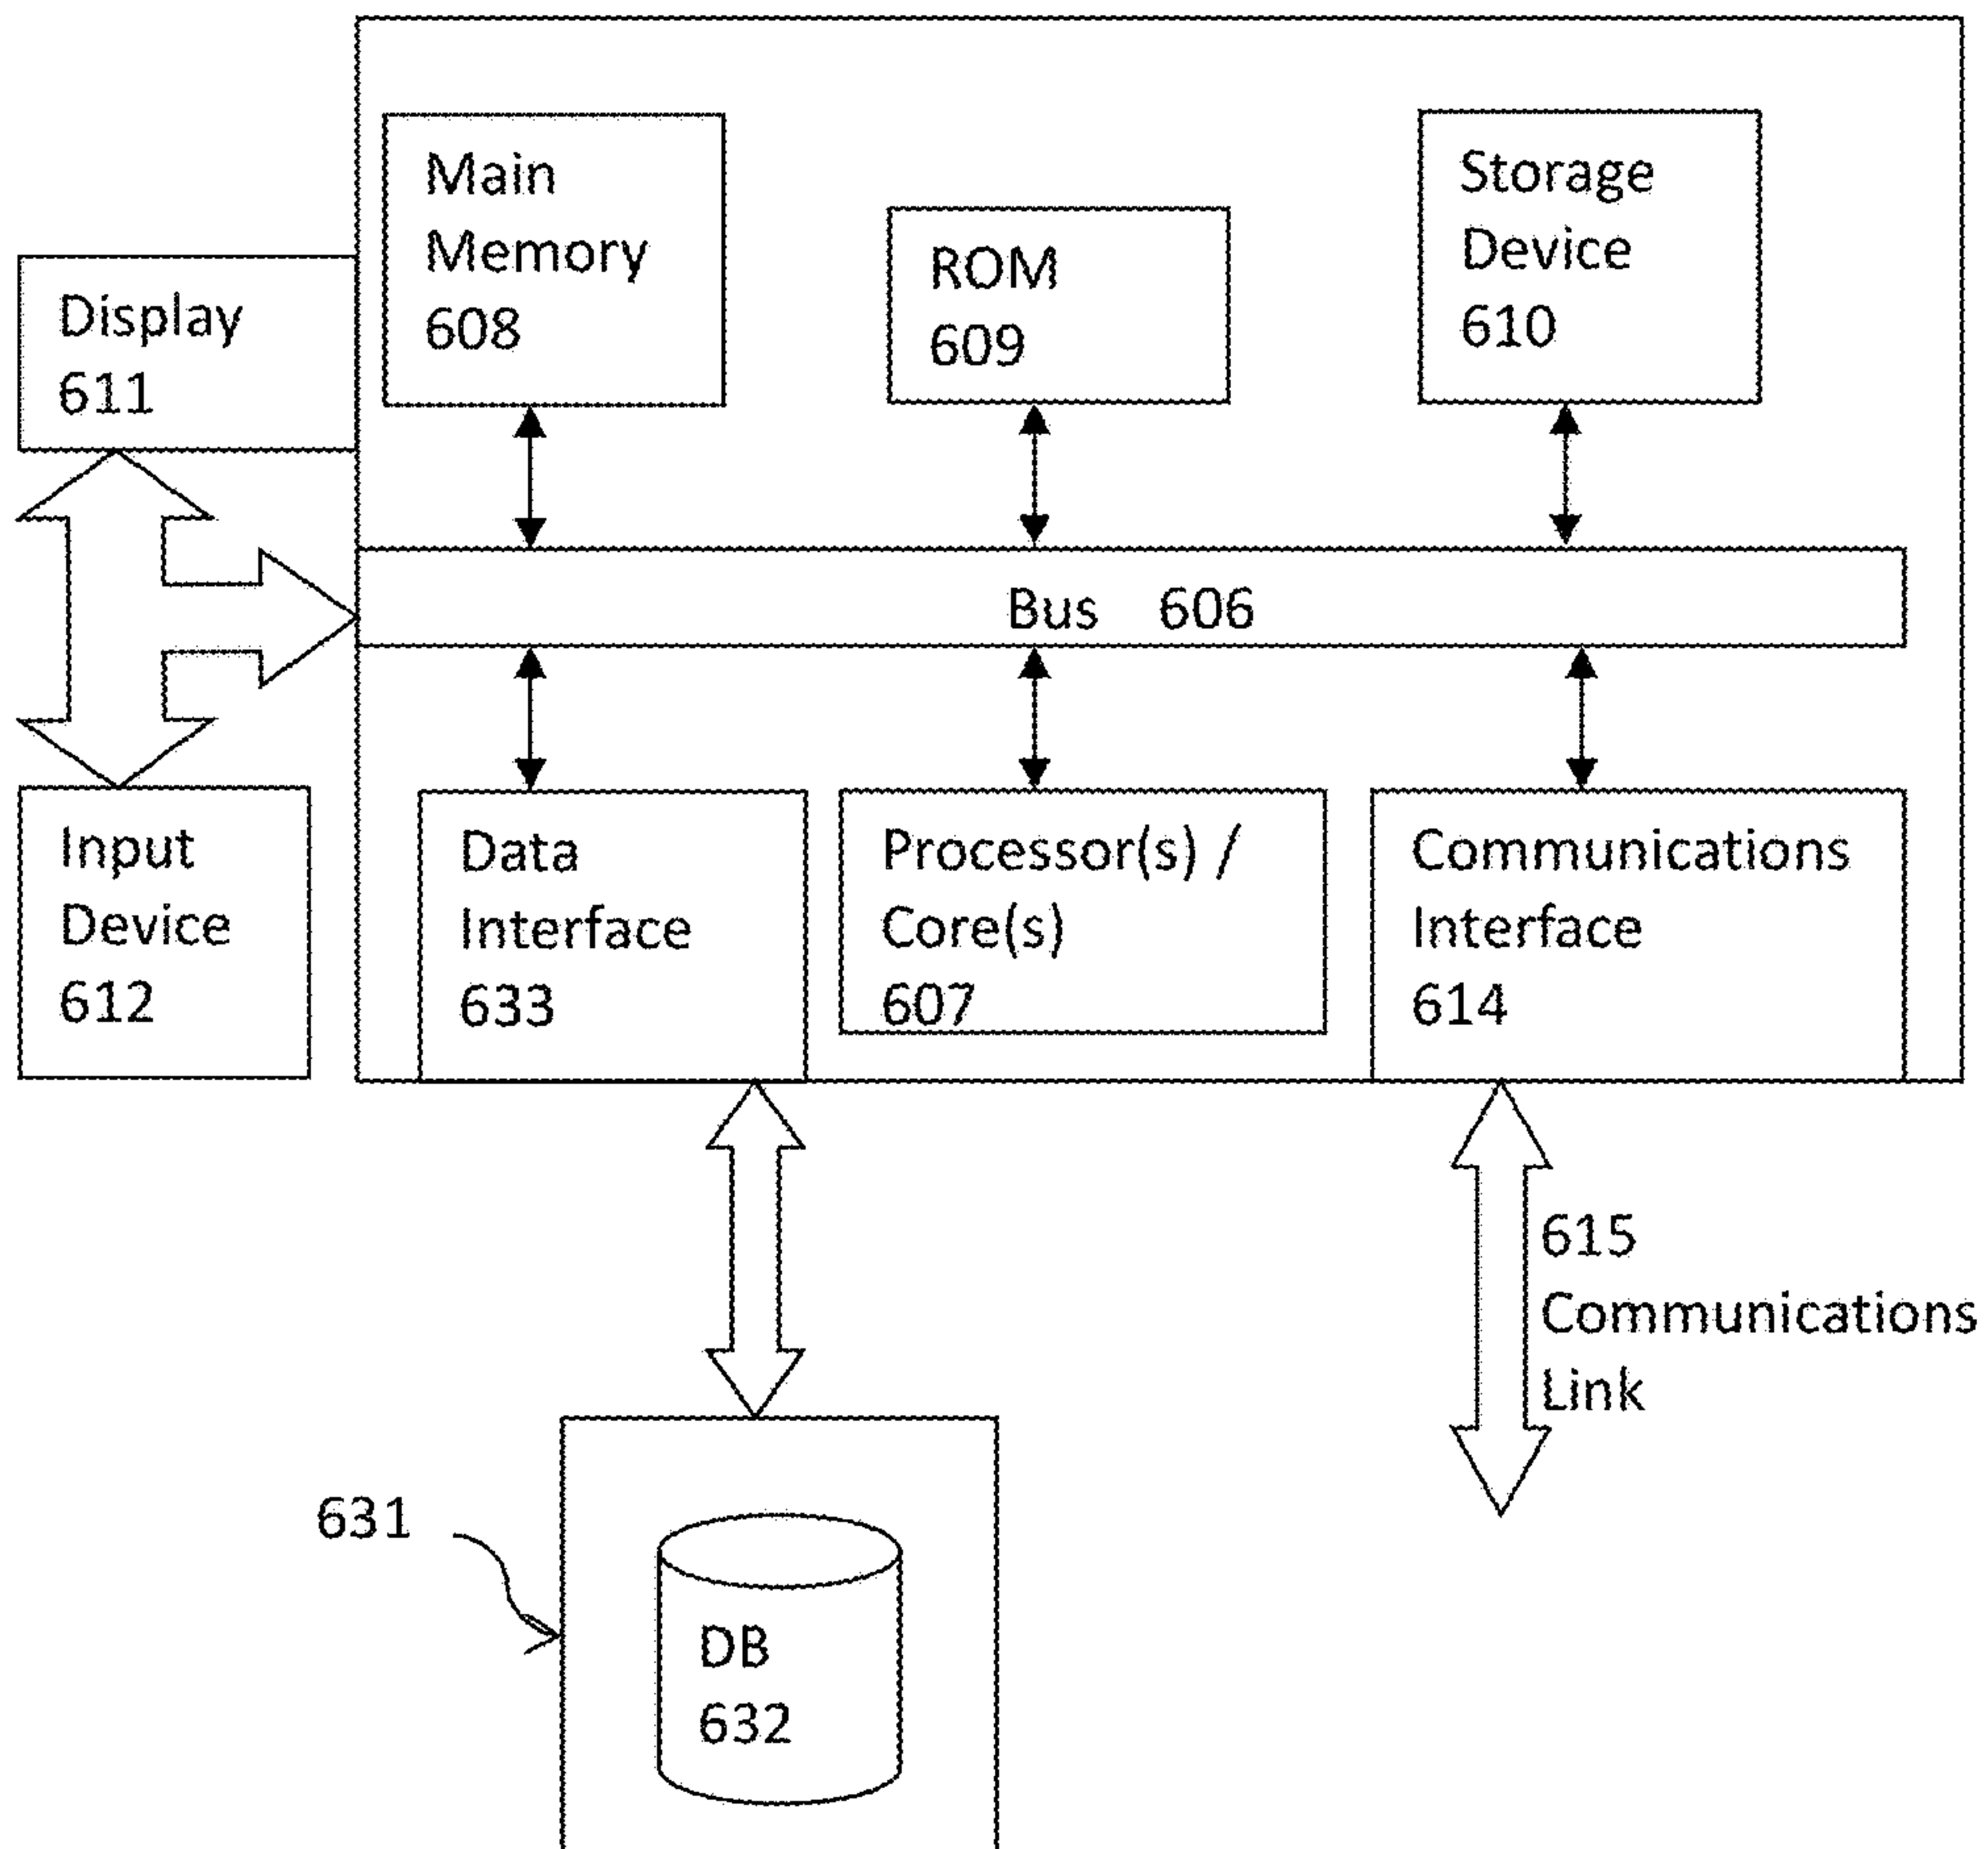 Main
Memory
608
ROM
609
Storage
Device
610
Display
611
Bus 606
Input
Device
612
Data
Interface
633
Processor(s) /
Core(s)
607
Communications
Interface
614
615
Communications
Link
631
DB
632